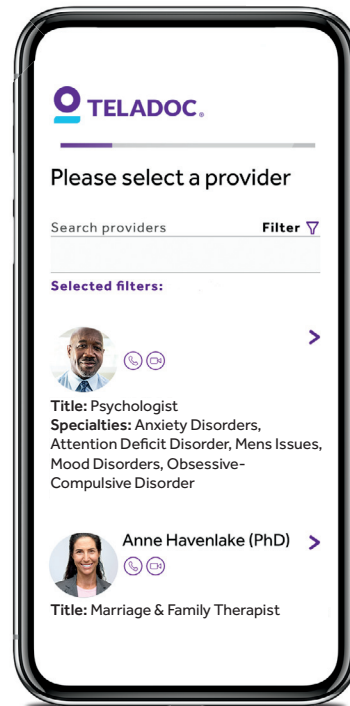 TELADOC®
Please select a provider
Search providers Filter
Selected filters:
Title: Psychologist
Specialties: Anxiety Disorders,
Attention Deficit Disorder, Mens Issues,
Mood Disorders, Obsessive-
Compulsive Disorder
Anne Havenlake (PhD)
Title: Marriage & Family Therapist